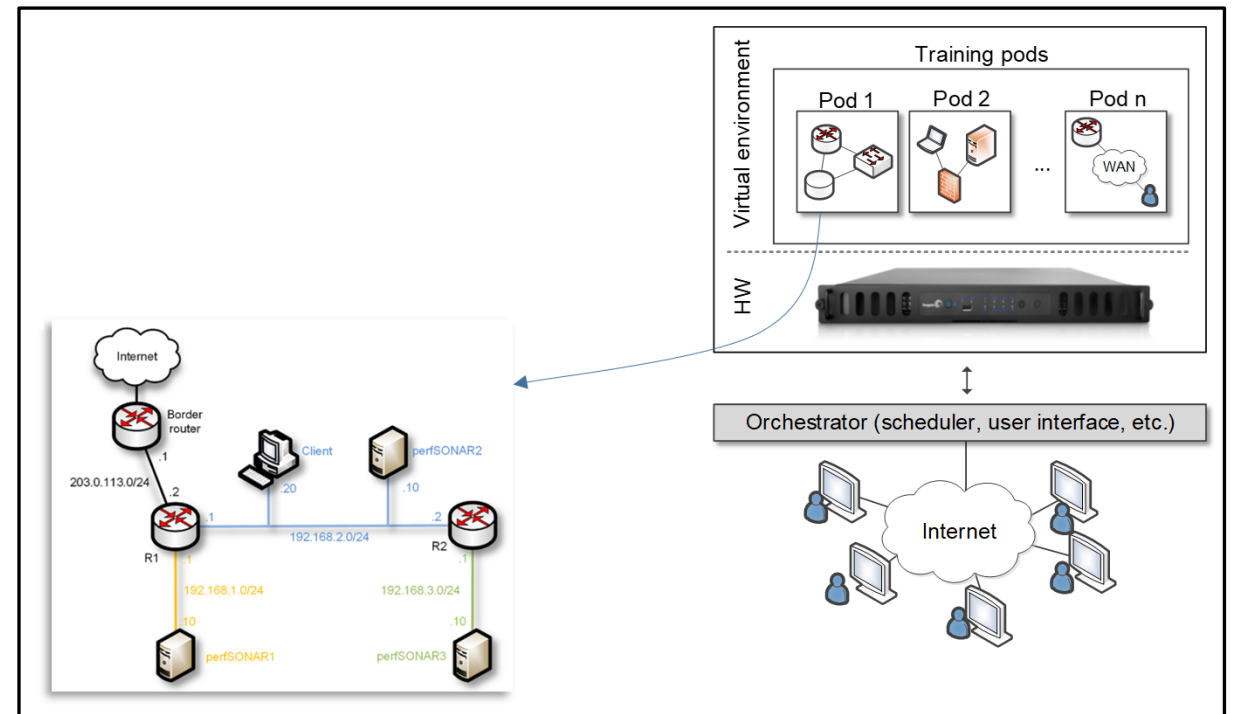 Virtual environment
Training pods
Pod 1
Pod 2
Pod n
...
WAN
HW
Orchestrator (scheduler, user interface, etc.)
Internet
Internet
Border
router
.1
203.0.113.0/24
.2
Client
perfSONAR2
.20
.10
.1
.2
192.168.2.0/24
R1
R2
.1
.1
192.168.1.0/24
192.168.3.0/24
.10
.10
perfSONAR1
perfSONAR3